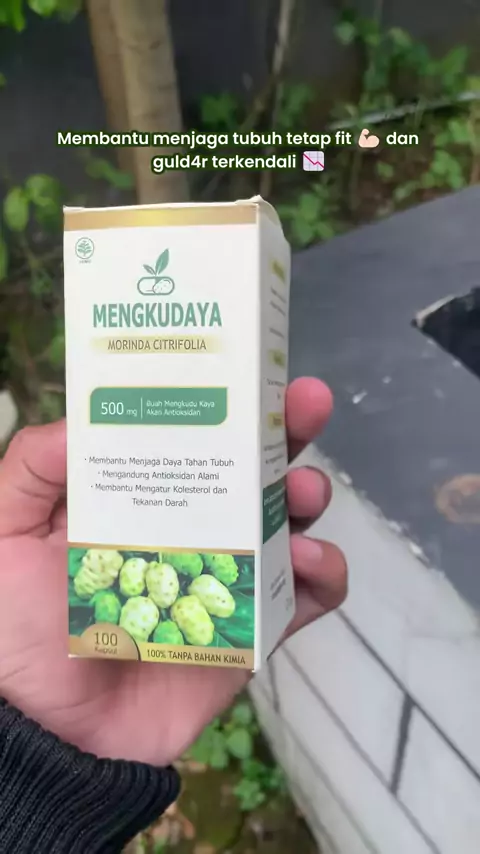 Membantu menjaga tubuh tetap fit 💪🏻 dan
guld4r terkendali 📉
MENGKUDAYA
MORINDA CITRIFOLIA
500 mg
Buah Mengkudu Kaya
Akan Antioksidan
· Membantu Menjaga Daya Tahan Tubuh
· Mengandung Antioksidan Alami
· Membantu Mengatur Kolesterol dan
Tekanan Darah
100
Kapsul
100% TANPA BAHAN KIMIA